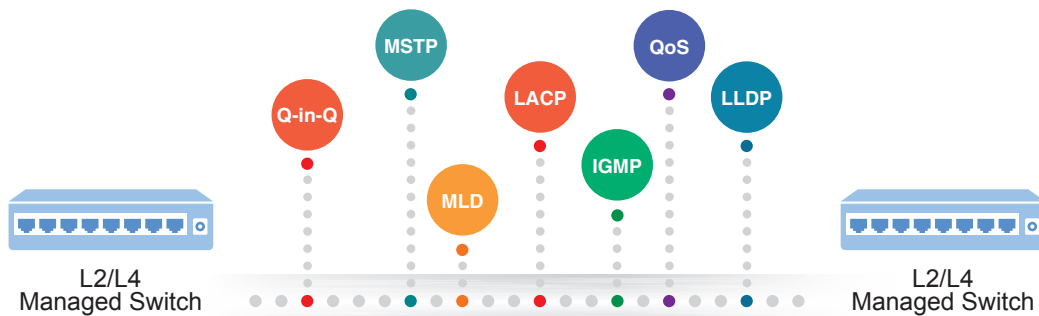 MSTP
QoS
Q-in-Q
LACP
LLDP
IGMP
MLD
L2/L4
Managed Switch
L2/L4
Managed Switch